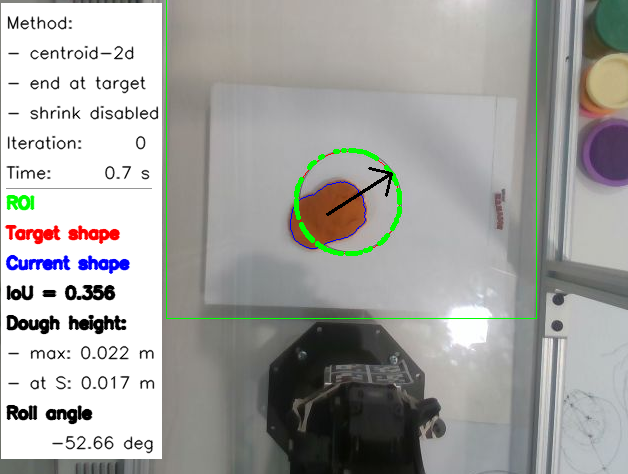 Method:
- centroid-2d
- end at target
- shrink disabled
Iteration: 0
Time: 0.7 s
ROI
Target shape
Current shape
IoU = 0.356
Dough height:
- max: 0.022 m
- at S: 0.017 m
Roll angle
-52.66 deg